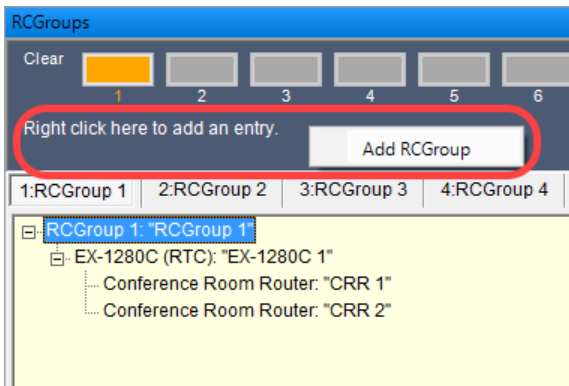 RCGroups
Clear
1 2 3 4 5 6
Right click here to add an entry.
Add RCGroup
1:RCGroup 1 2:RCGroup 2 3:RCGroup 3 4:RCGroup 4
RCGroup 1: "RCGroup 1"
EX-1280C (RTC): "EX-1280C 1"
Conference Room Router: "CRR 1"
Conference Room Router: "CRR 2"